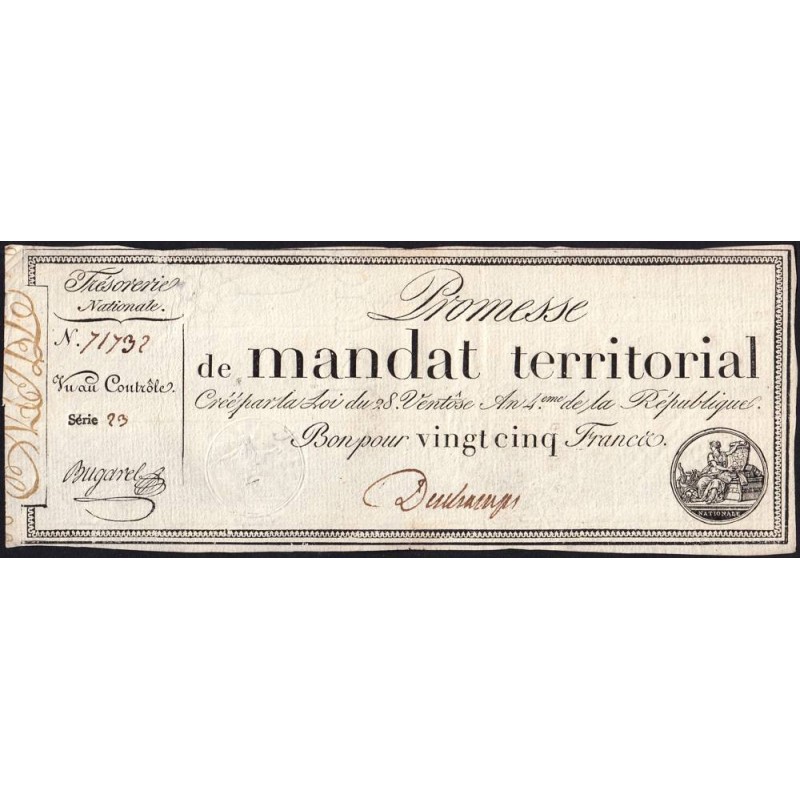 Trésorerie
Nationale.
N. 71732
Vu au Contrôle.
Série 23
Bugarel
Promesse
de mandat territorial
Créé par la Loi du 28. Ventôse An 4.eme de la République.
Bon pour vingt cinq Francs.
NATIONALE